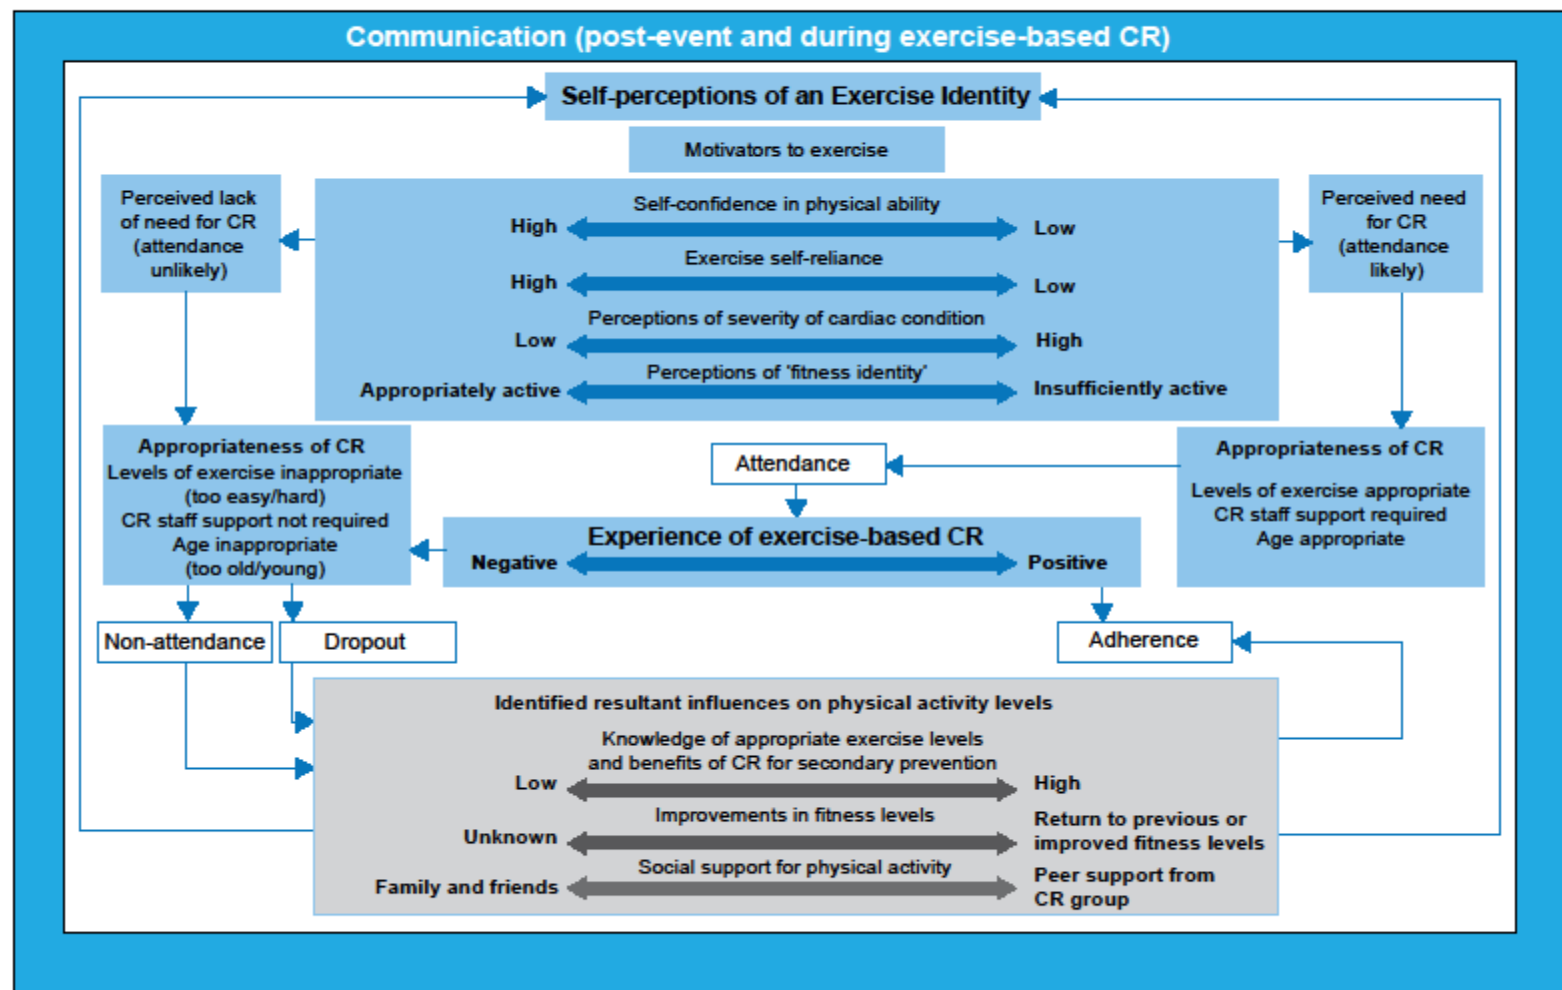 Communication (post-event and during exercise-based CR)
Self-perceptions of an Exercise Identity
Motivators to exercise
Perceived lack
of need for CR
(attendance
unlikely)
Self-confidence in physical ability
High
Low
Exercise self-reliance
High
Low
Perceptions of severity of cardiac condition
Low
High
Perceptions of ‘fitness identity’
Appropriately active
Insufficiently active
Perceived need
for CR
(attendance
likely)
Appropriateness of CR
Levels of exercise inappropriate
(too easy/hard)
CR staff support not required
Age inappropriate
(too old/young)
Attendance
Appropriateness of CR
Levels of exercise appropriate
CR staff support required
Age appropriate
Experience of exercise-based CR
Negative
Positive
Non-attendance
Dropout
Adherence
Identified resultant influences on physical activity levels
Knowledge of appropriate exercise levels
and benefits of CR for secondary prevention
Low
High
Improvements in fitness levels
Unknown
Return to previous or
improved fitness levels
Social support for physical activity
Family and friends
Peer support from
CR group